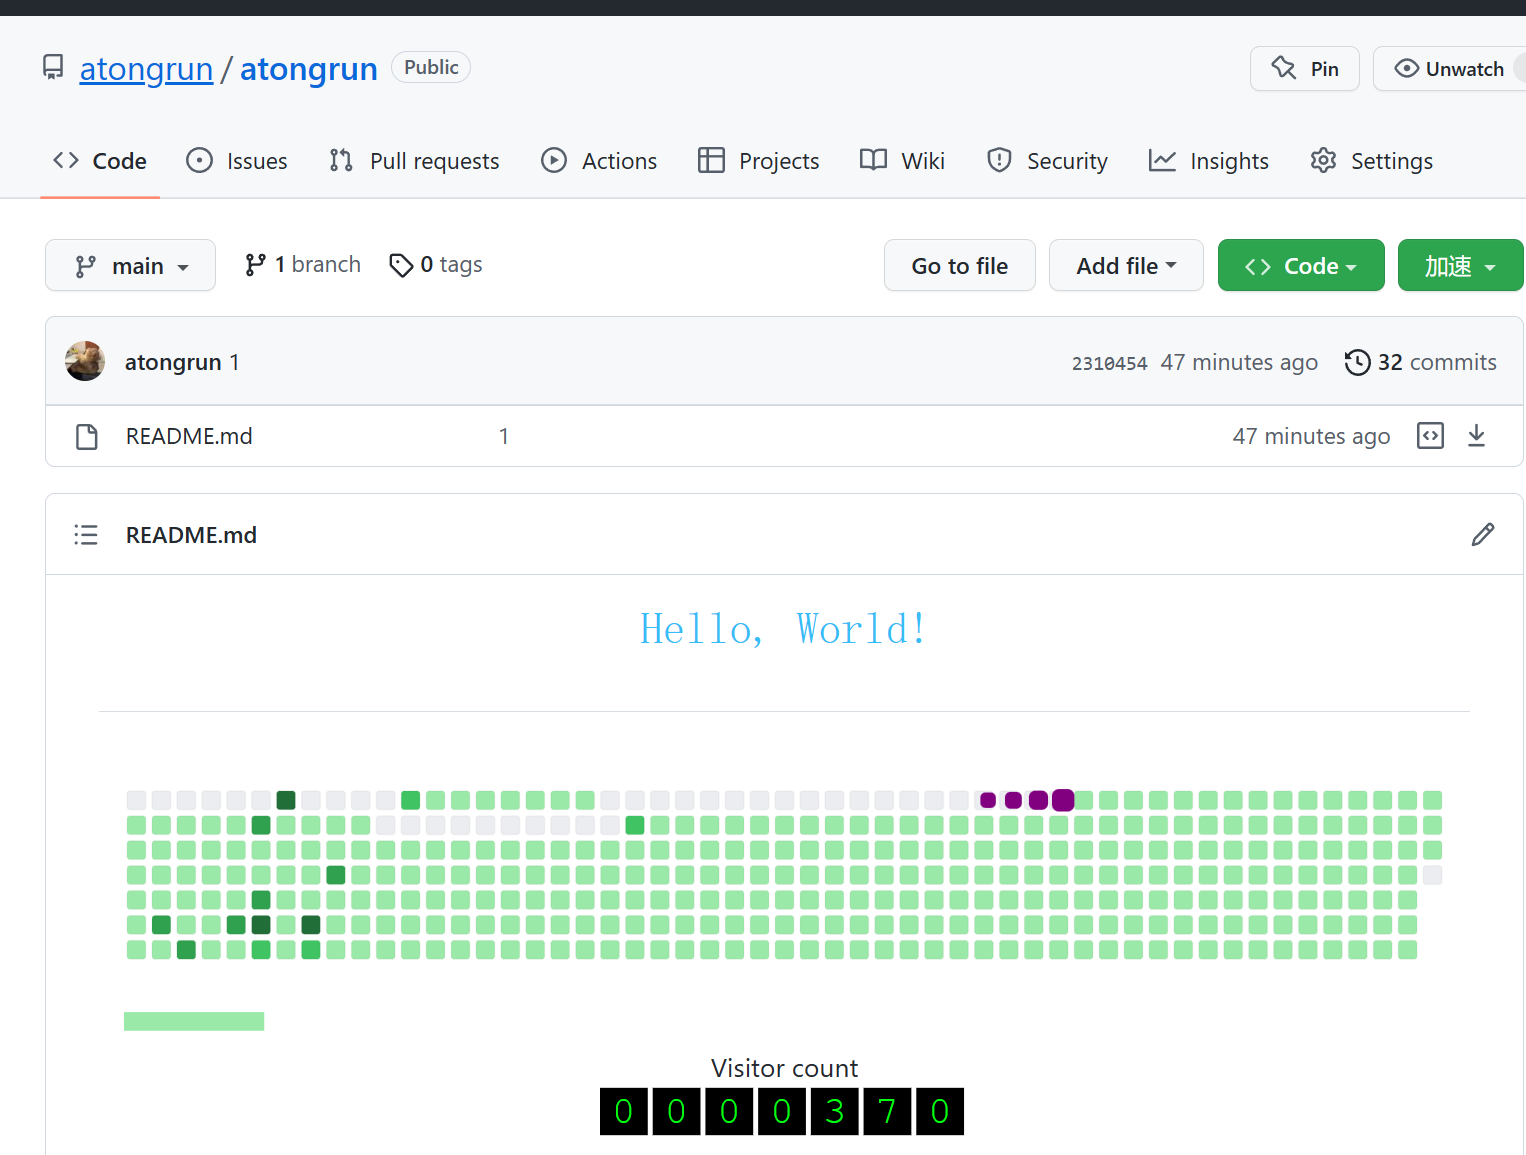 atongrun / atongrun Public Pin Unwatch
Code Issues Pull requests Actions Projects Wiki Security Insights Settings
main 1 branch 0 tags Go to file Add file Code 加速
atongrun 1 2310454 47 minutes ago 32 commits
README.md 1 47 minutes ago
README.md
Hello, World!
Visitor count
0 0 0 0 3 7 0